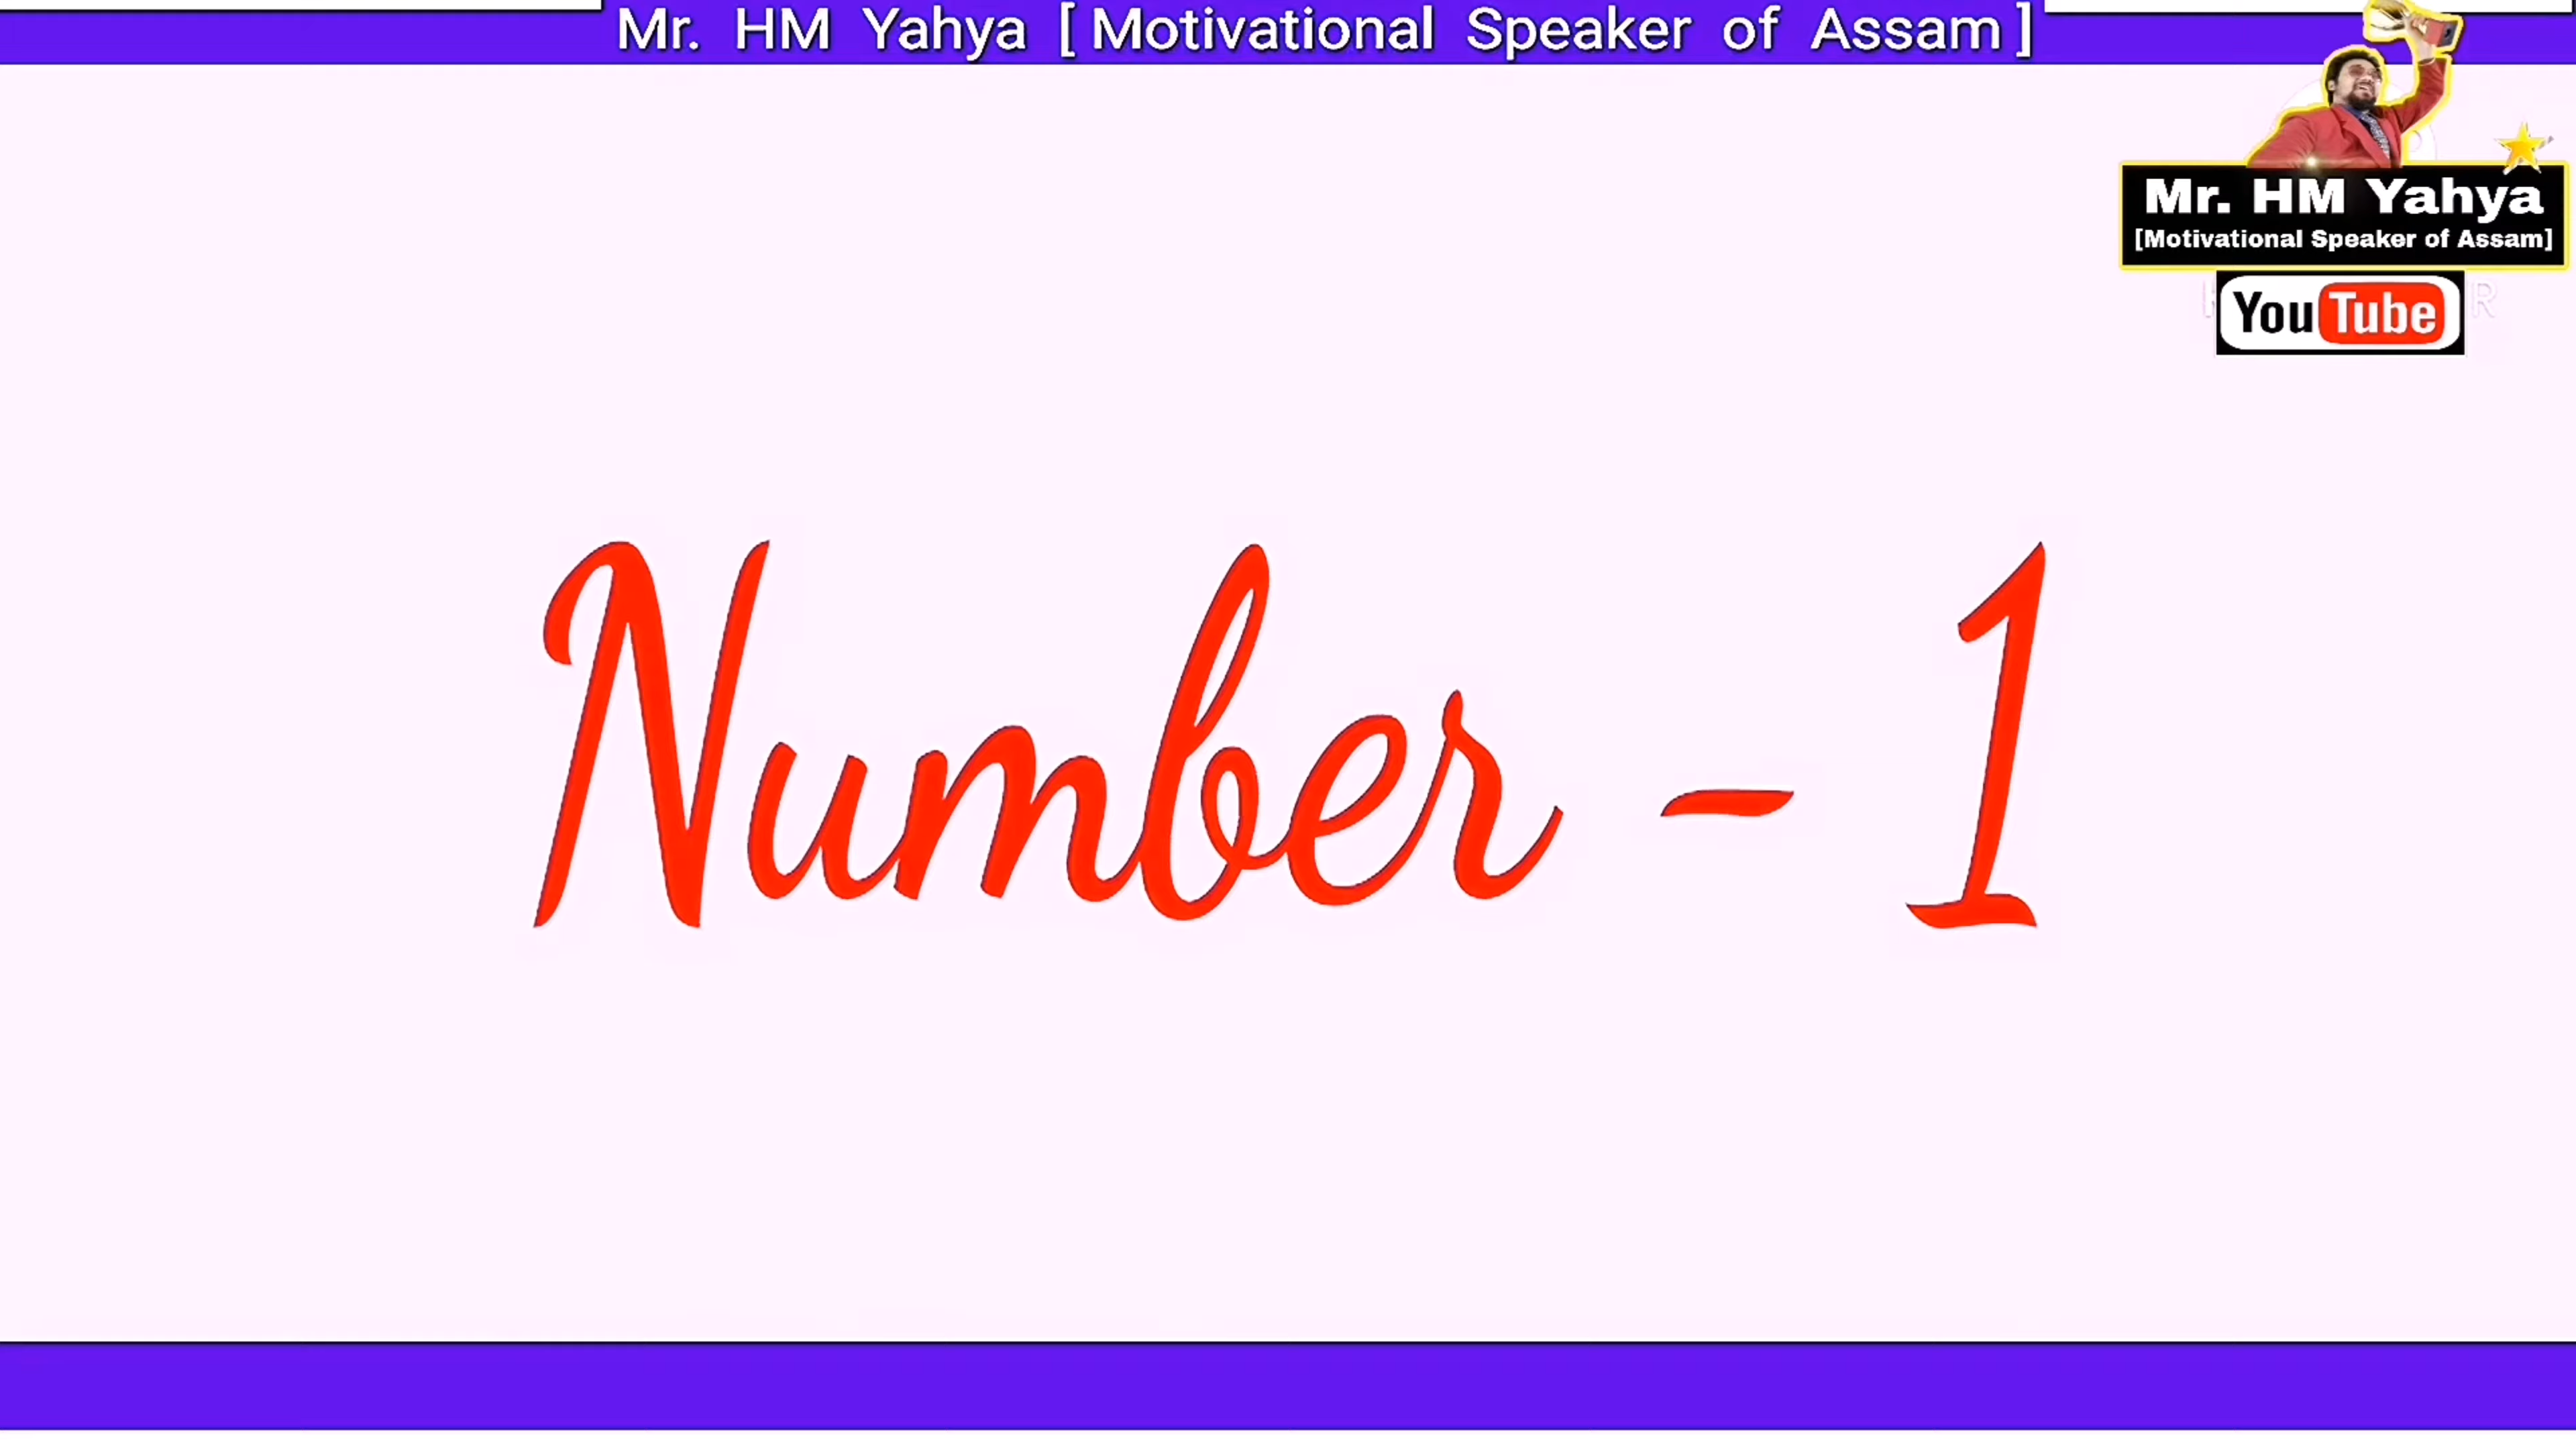 Mr. HM Yahya [ Motivational Speaker of Assam ]
Mr. HM Yahya
[Motivational Speaker of Assam]
YouTube
Number - 1